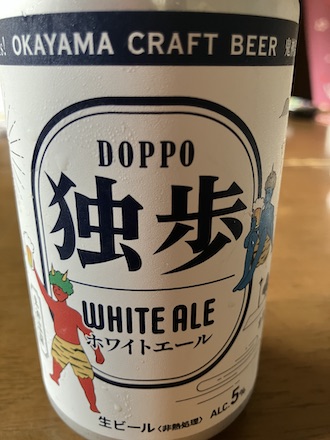 OKAYAMA CRAFT BEER
DOPPO
独歩
WHITE ALE
ホワイトエール
生ビール〈非熱処理〉 ALC.5%